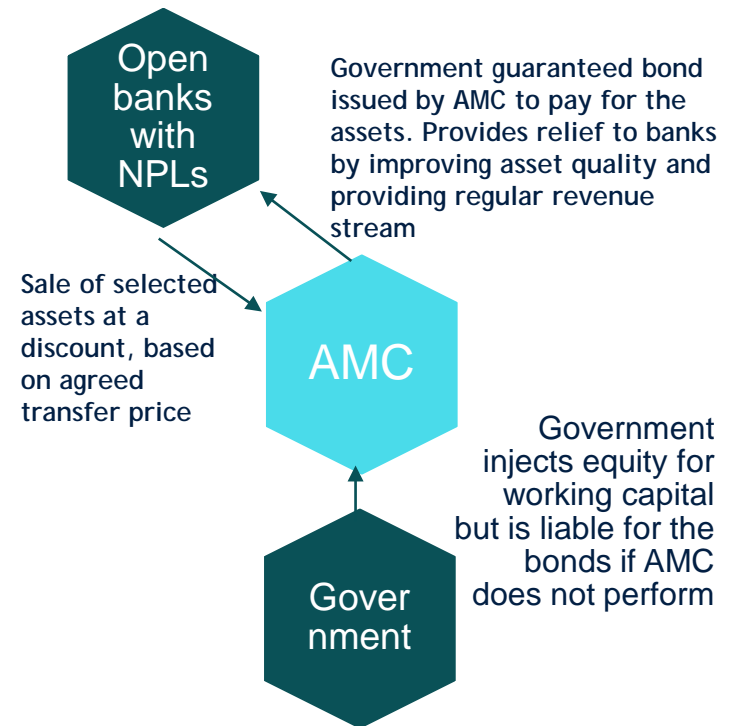 Open
banks
with
NPLs
Government guaranteed bond
issued by AMC to pay for the
assets. Provides relief to banks
by improving asset quality and
providing regular revenue
stream
Sale of selected
assets at a
discount, based
on agreed
transfer price
AMC
Government
injects equity for
working capital
but is liable for the
bonds if AMC
does not perform
Gover
nment